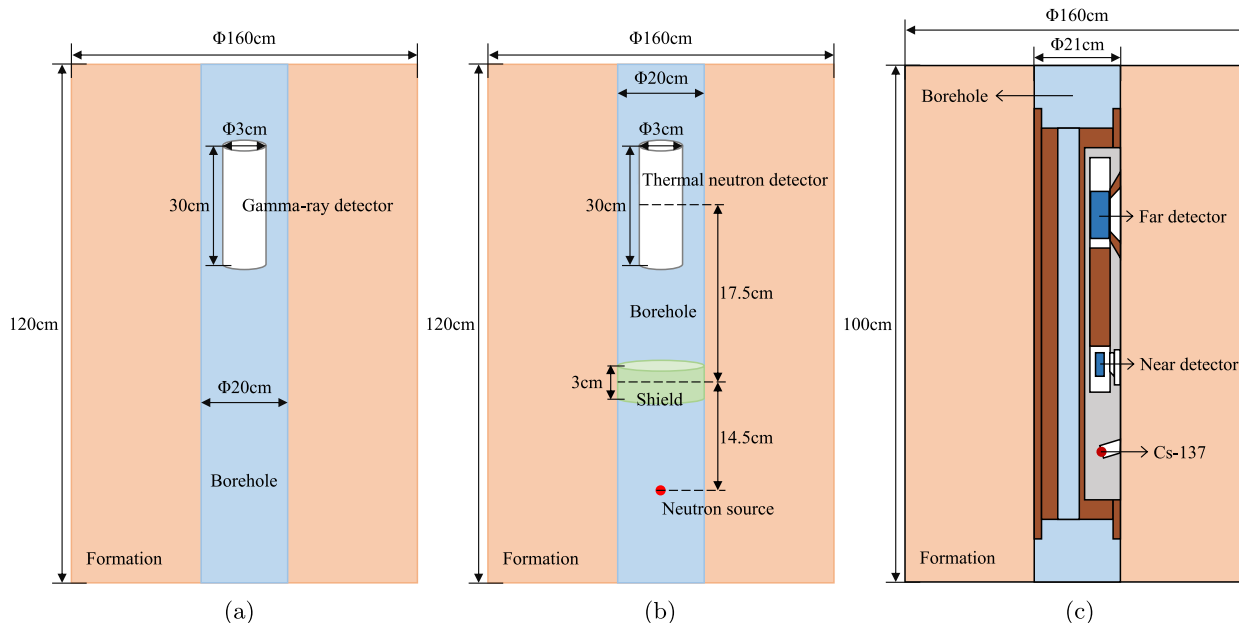 Φ160cm
Φ3cm
30cm
Gamma-ray detector
120cm
Φ20cm
Borehole
Formation
(a)
Φ160cm
Φ20cm
Φ3cm
Thermal neutron detector
30cm
17.5cm
Borehole
120cm
3cm
Shield
14.5cm
Neutron source
Formation
(b)
Φ160cm
Φ21cm
Borehole
Far detector
100cm
Near detector
Cs-137
Formation
(c)